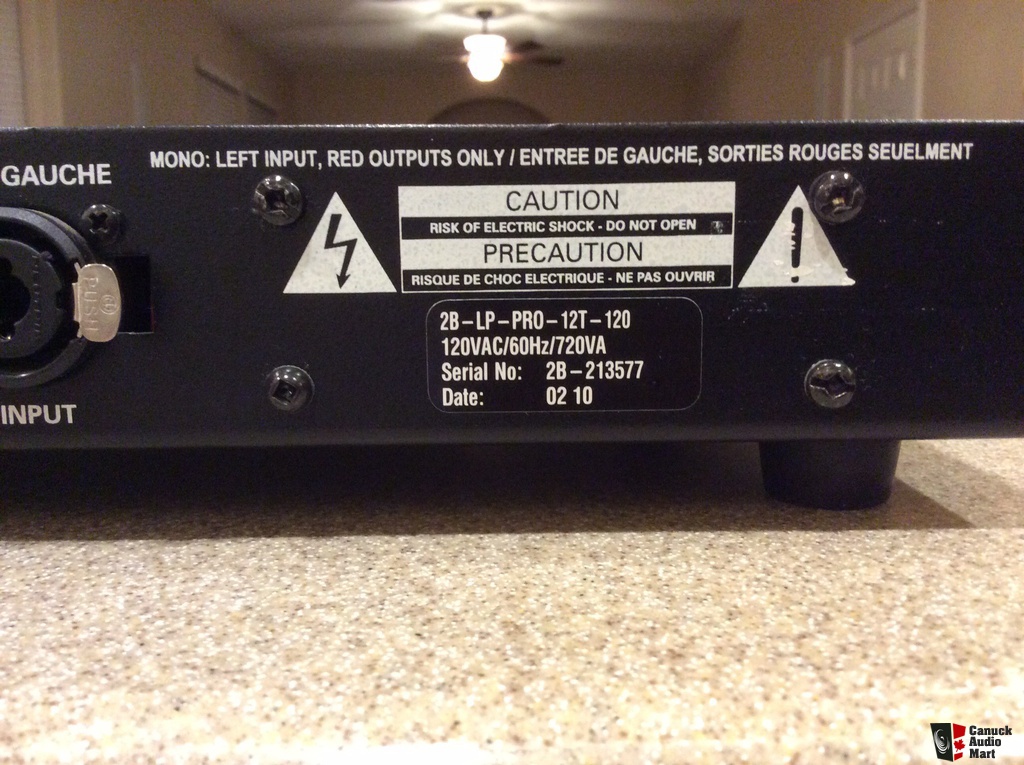 MONO: LEFT INPUT, RED OUTPUTS ONLY / ENTREE DE GAUCHE, SORTIES ROUGES SEUELMENT
GAUCHE
CAUTION
RISK OF ELECTRIC SHOCK - DO NOT OPEN
PRECAUTION
RISQUE DE CHOC ELECTRIQUE - NE PAS OUVRIR
PUSH
2B-LP-PRO-12T-120
120VAC/60Hz/720VA
Serial No: 2B-213577
Date: 02 10
INPUT
Canuck
Audio
Mart